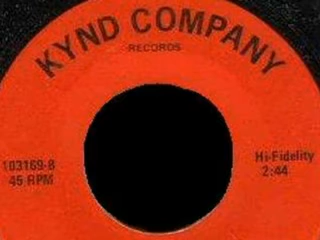 KYND COMPANY
RECORDS
103169-B
45 RPM
Hi-Fidelity
2:44